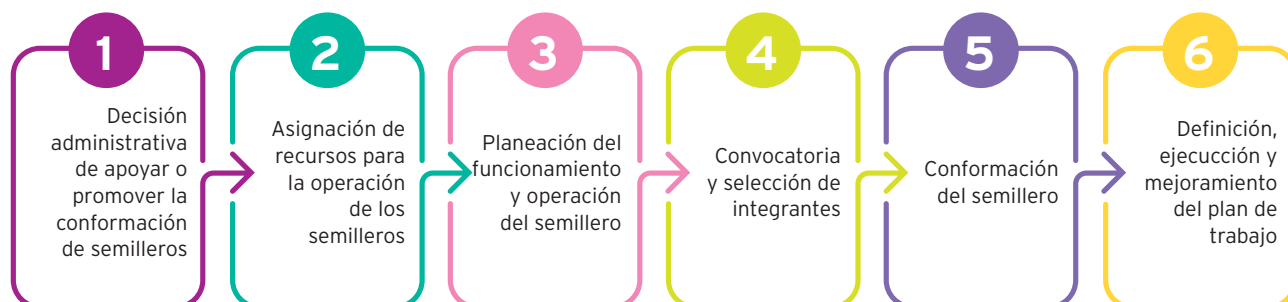 1
Decisión
administrativa
de apoyar o
promover la
conformación
de semilleros
2
Asignación de
recursos para
la operación
de los
semilleros
3
Planeación del
funcionamiento
y operación
del semillero
4
Convocatoria
y selección de
integrantes
5
Conformación
del semillero
6
Definición,
ejecucción y
mejoramiento
del plan de
trabajo